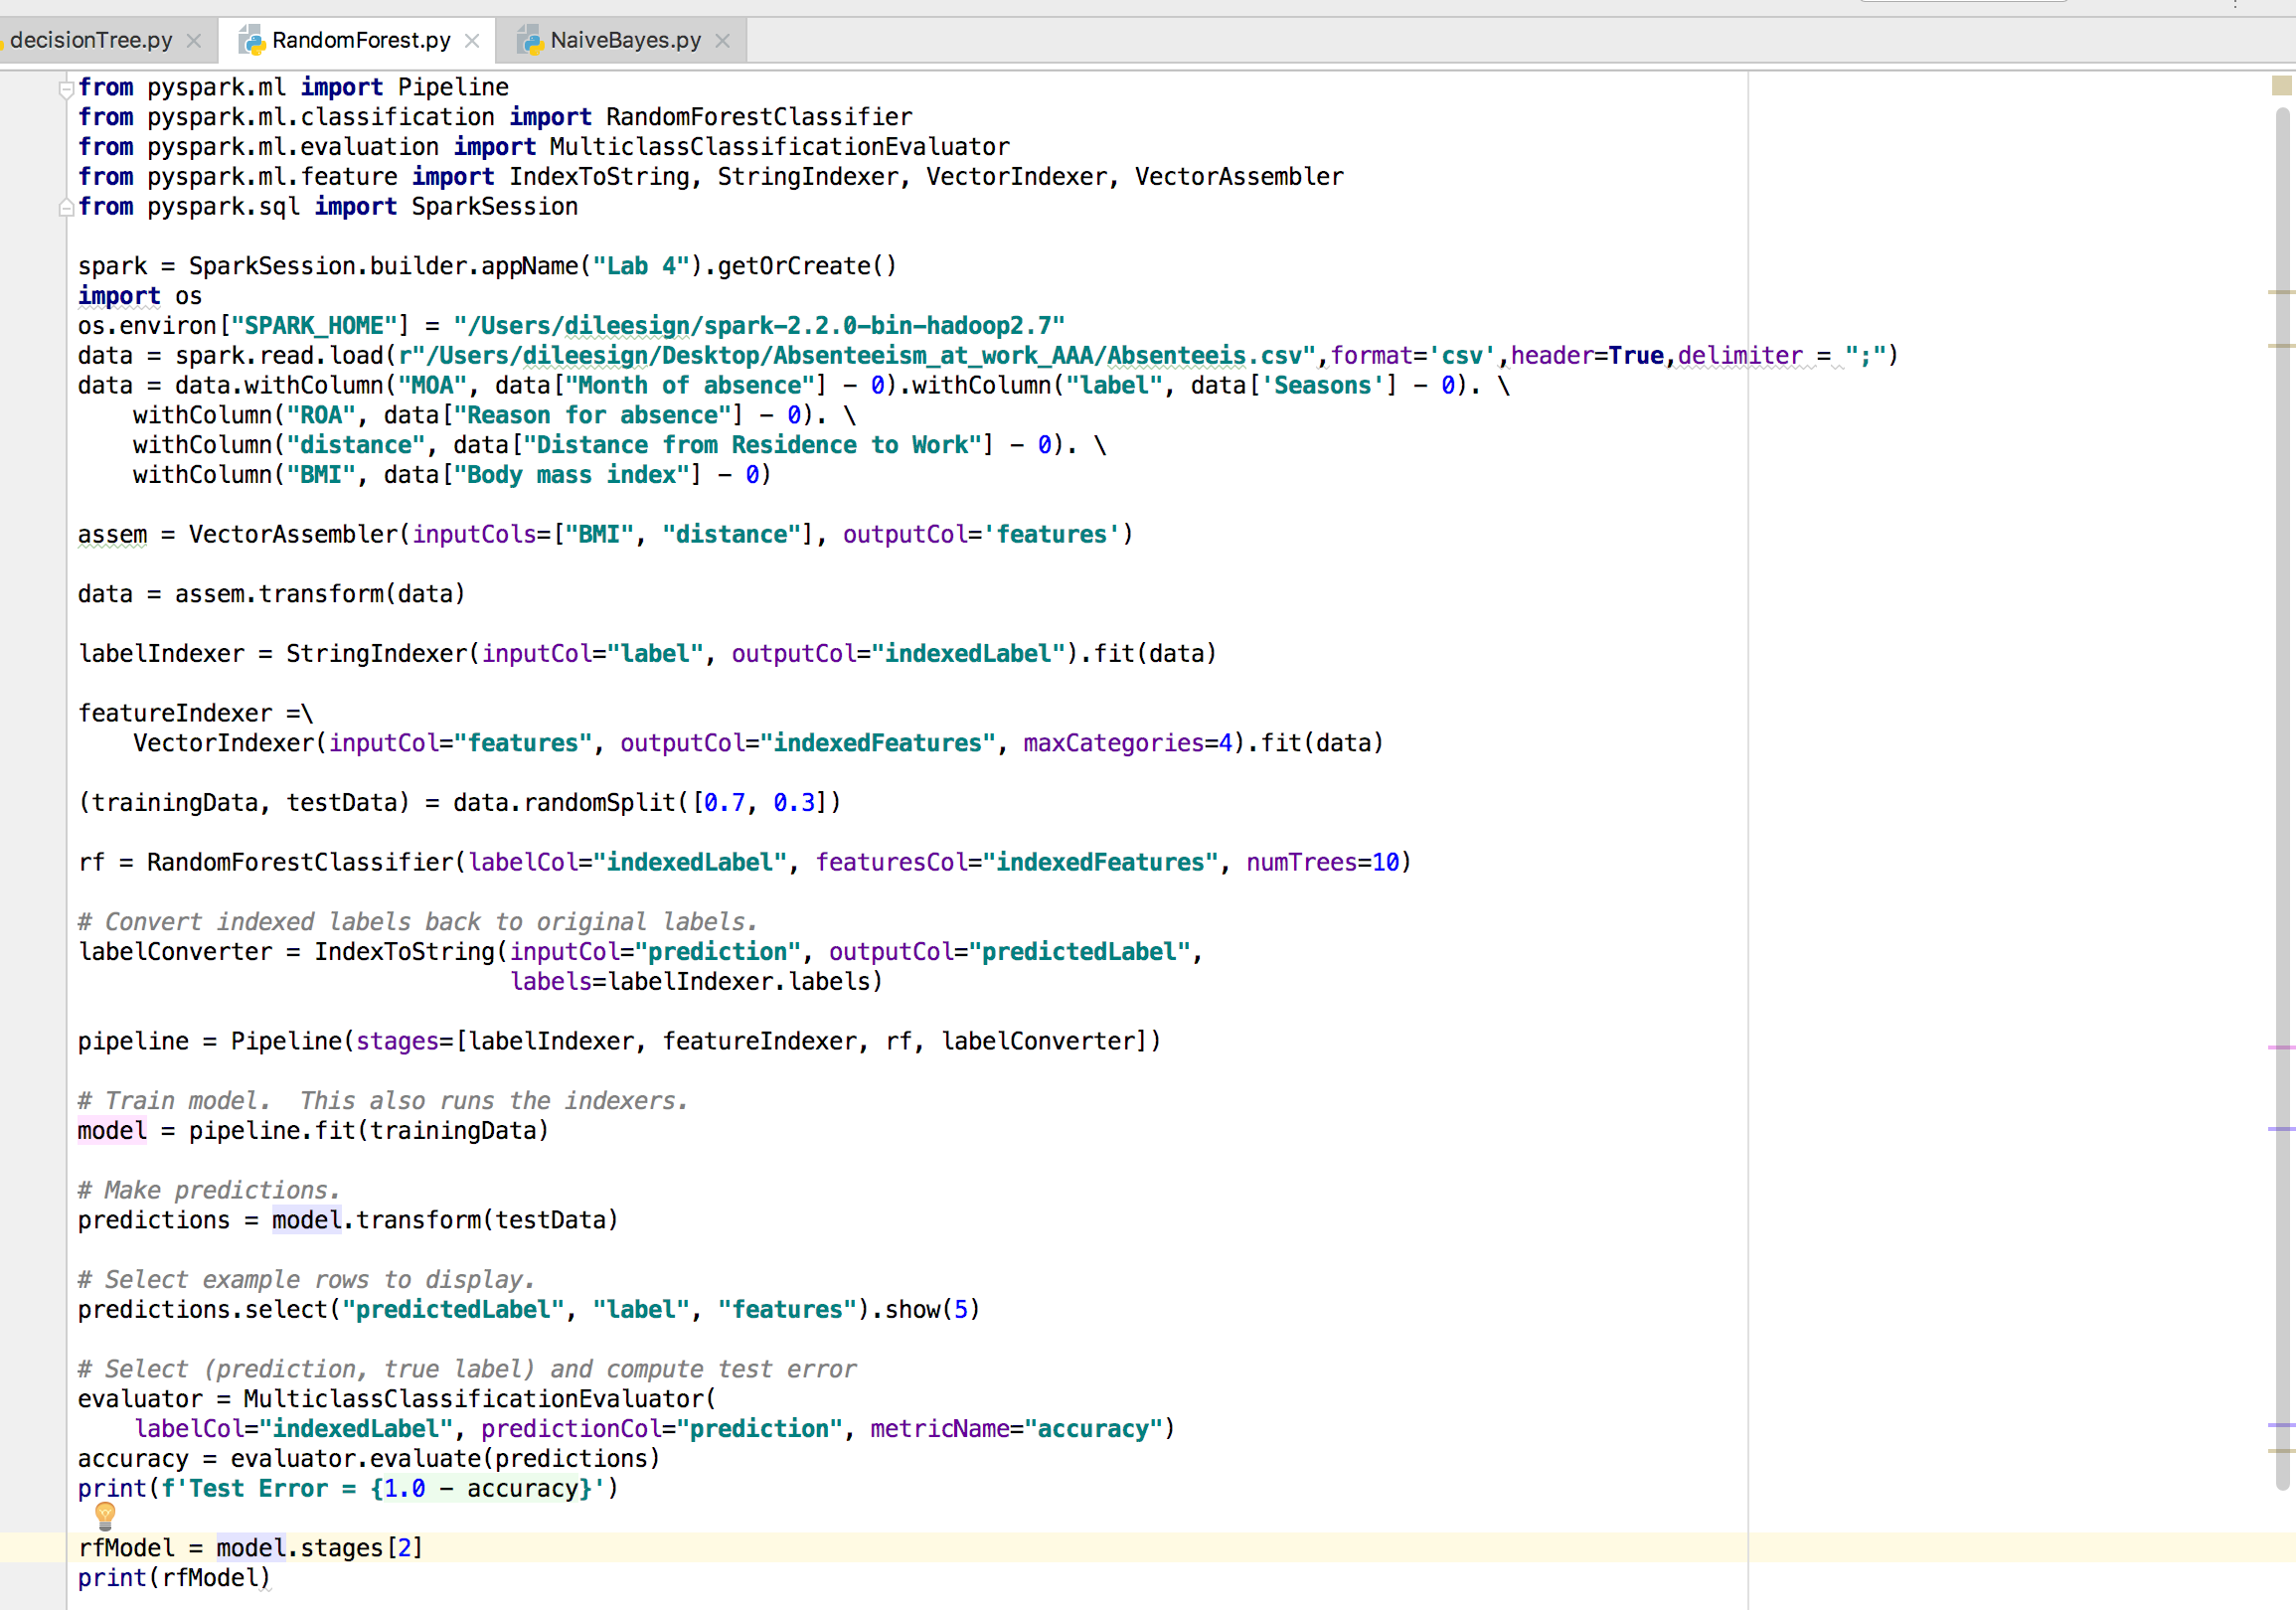 decisionTree.py RandomForest.py NaiveBayes.py
from pyspark.ml import Pipeline
from pyspark.ml.classification import RandomForestClassifier
from pyspark.ml.evaluation import MulticlassClassificationEvaluator
from pyspark.ml.feature import IndexToString, StringIndexer, VectorIndexer, VectorAssembler
from pyspark.sql import SparkSession

spark = SparkSession.builder.appName("Lab 4").getOrCreate()
import os
os.environ["SPARK_HOME"] = "/Users/dileesign/spark-2.2.0-bin-hadoop2.7"
data = spark.read.load(r"/Users/dileesign/Desktop/Absenteeism_at_work_AAA/Absenteeis.csv",format='csv',header=True,delimiter = ";")
data = data.withColumn("MOA", data["Month of absence"] - 0).withColumn("label", data['Seasons'] - 0). \
    withColumn("ROA", data["Reason for absence"] - 0). \
    withColumn("distance", data["Distance from Residence to Work"] - 0). \
    withColumn("BMI", data["Body mass index"] - 0)

assem = VectorAssembler(inputCols=["BMI", "distance"], outputCol='features')

data = assem.transform(data)

labelIndexer = StringIndexer(inputCol="label", outputCol="indexedLabel").fit(data)

featureIndexer =\
    VectorIndexer(inputCol="features", outputCol="indexedFeatures", maxCategories=4).fit(data)

(trainingData, testData) = data.randomSplit([0.7, 0.3])

rf = RandomForestClassifier(labelCol="indexedLabel", featuresCol="indexedFeatures", numTrees=10)

# Convert indexed labels back to original labels.
labelConverter = IndexToString(inputCol="prediction", outputCol="predictedLabel",
                               labels=labelIndexer.labels)

pipeline = Pipeline(stages=[labelIndexer, featureIndexer, rf, labelConverter])

# Train model.  This also runs the indexers.
model = pipeline.fit(trainingData)

# Make predictions.
predictions = model.transform(testData)

# Select example rows to display.
predictions.select("predictedLabel", "label", "features").show(5)

# Select (prediction, true label) and compute test error
evaluator = MulticlassClassificationEvaluator(
    labelCol="indexedLabel", predictionCol="prediction", metricName="accuracy")
accuracy = evaluator.evaluate(predictions)
print(f'Test Error = {1.0 - accuracy}')

rfModel = model.stages[2]
print(rfModel)